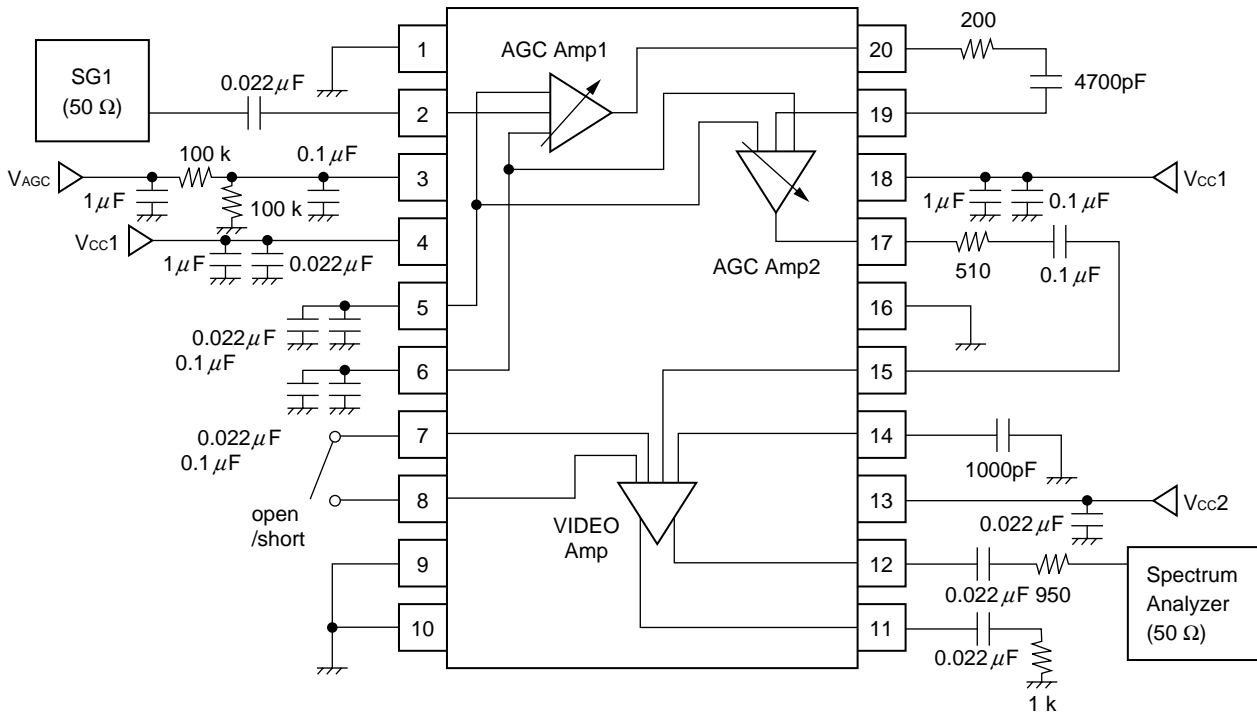 SG1
(50 Ω)
0.022μF
1
2
AGC Amp1
20
200
4700pF
19
VAGC
100 k
0.1μF
1μF
100 k
3
18
VCC1
1μF
0.1μF
VCC1
4
1μF
0.022μF
AGC Amp2
17
510
0.1μF
5
0.022μF
0.1μF
16
6
15
0.022μF
0.1μF
7
14
1000pF
open
/short
8
VIDEO
Amp
13
VCC2
0.022μF
9
12
0.022μF
950
Spectrum
Analyzer
(50 Ω)
10
11
0.022μF
1 k